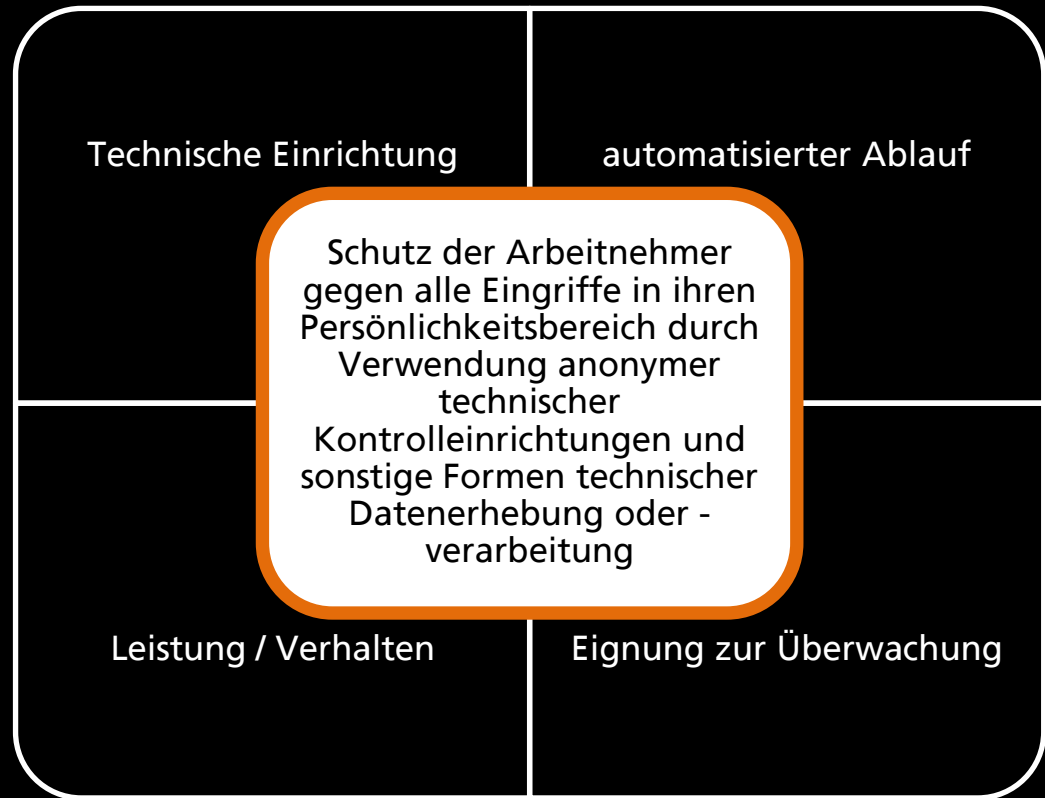 Technische Einrichtung
automatisierter Ablauf
Schutz der Arbeitnehmer
gegen alle Eingriffe in ihren
Persönlichkeitsbereich durch
Verwendung anonymer
technischer
Kontrolleinrichtungen und
sonstige Formen technischer
Datenerhebung oder -
verarbeitung
Leistung / Verhalten
Eignung zur Überwachung